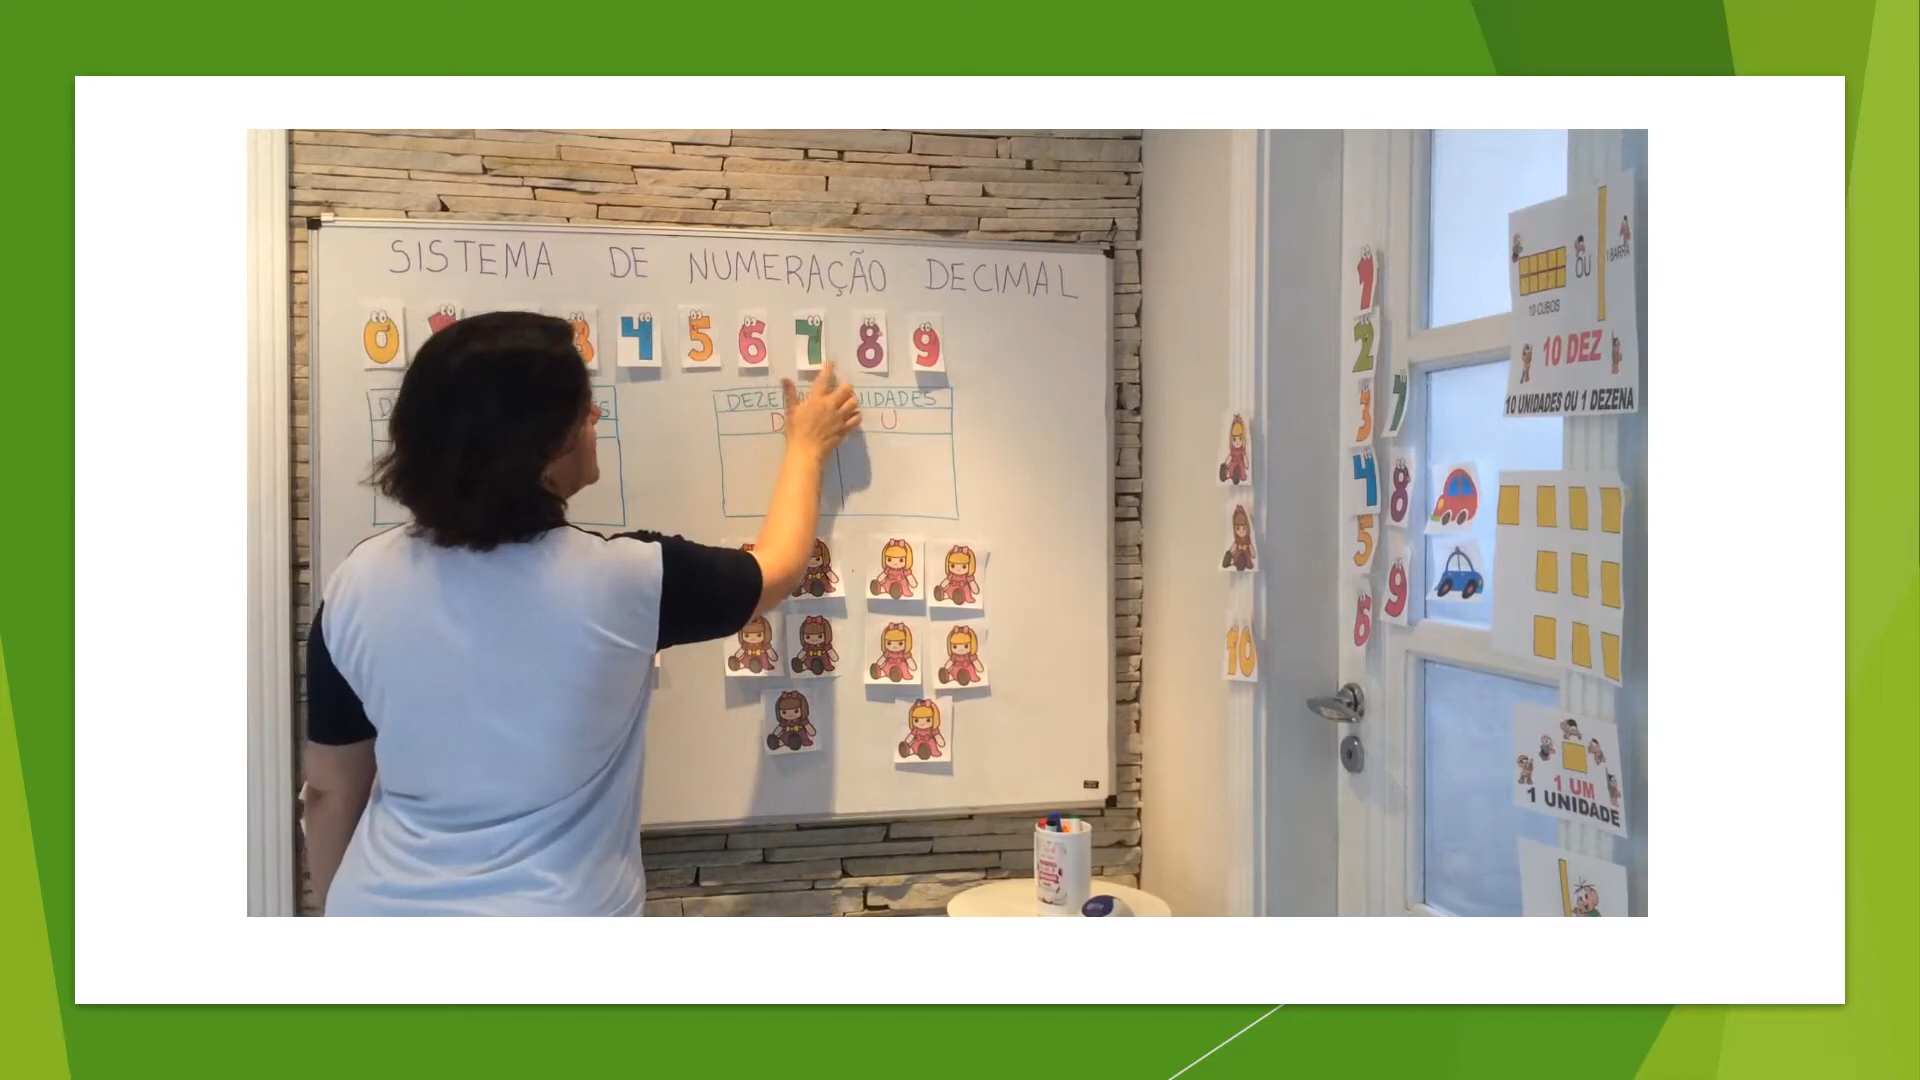 SISTEMA DE NUMERAÇÃO DECIMAL
0 3 4 5 6 7 8 9
UNIDADES
U
1
2
3
7
4
8
5
9
6
10
OU
1 BARRA
10 CUBOS
10 DEZ
10 UNIDADES OU 1 DEZENA
1 UM
1 UNIDADE